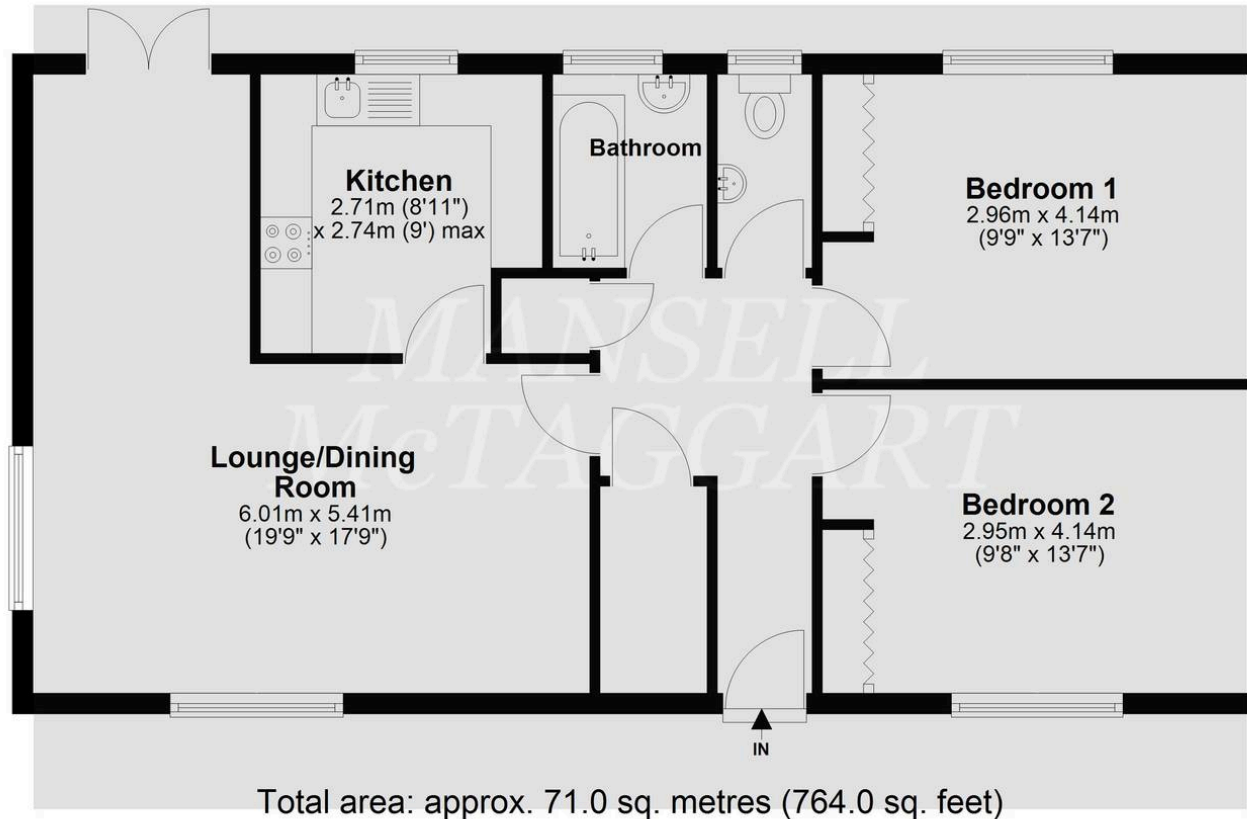 Kitchen
2.71m (8'11")
x 2.74m (9') max
Bathroom
Bedroom 1
2.96m x 4.14m
(9'9" x 13'7")
MANSELL
McTAGGART
Lounge/Dining
Room
6.01m x 5.41m
(19'9" x 17'9")
Bedroom 2
2.95m x 4.14m
(9'8" x 13'7")
IN
Total area: approx. 71.0 sq. metres (764.0 sq. feet)